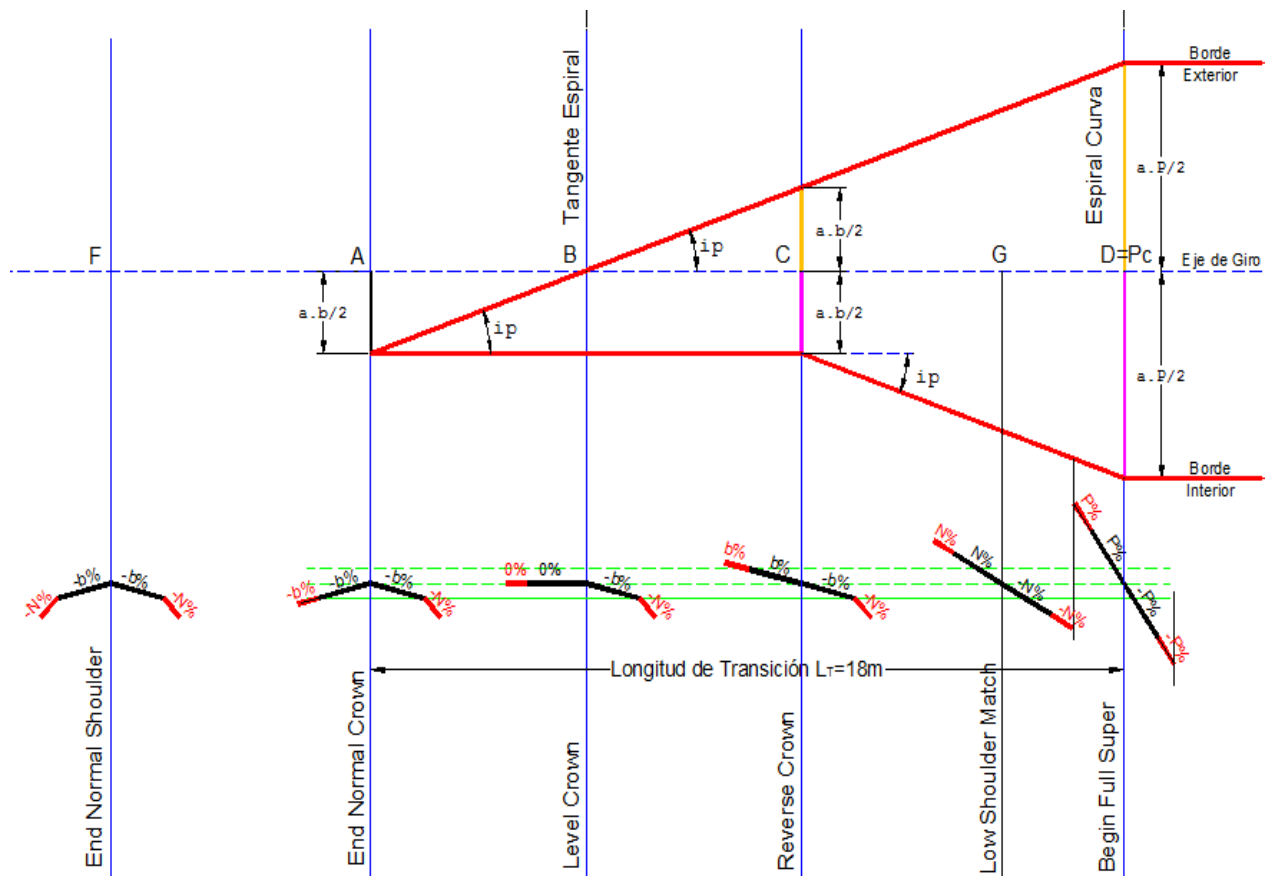 Borde
Exterior
Tangente Espiral
Espiral Curva
a.P/2
a.b/2
ip
F
A
B
C
G
D=Pc
Eje de Giro
a.b/2
ip
a.b/2
ip
a.P/2
Borde
Interior
-b% -b%
-N% -N%
-b% -b% -b%
-N%
0% 0% -b%
-N%
b% b% -b%
-N%
N% N% -N% -N%
P% P% -P% -P%
Longitud de Transición LT=18m
End Normal Shoulder
End Normal Crown
Level Crown
Reverse Crown
Low Shoulder Match
Begin Full Super